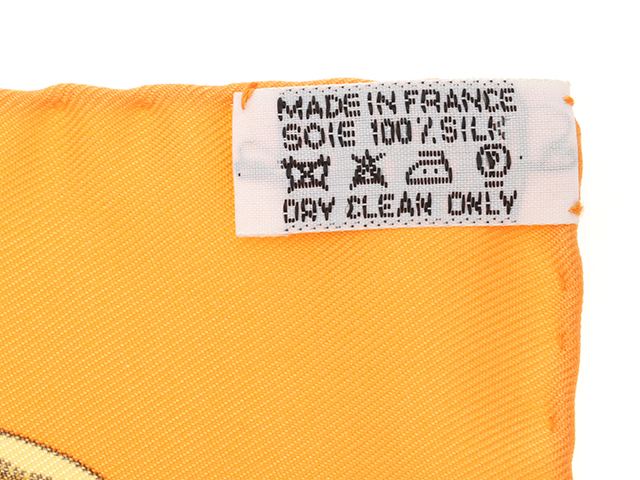 MADE IN FRANCE
SOIE 100% SILK
P
DRY CLEAN ONLY